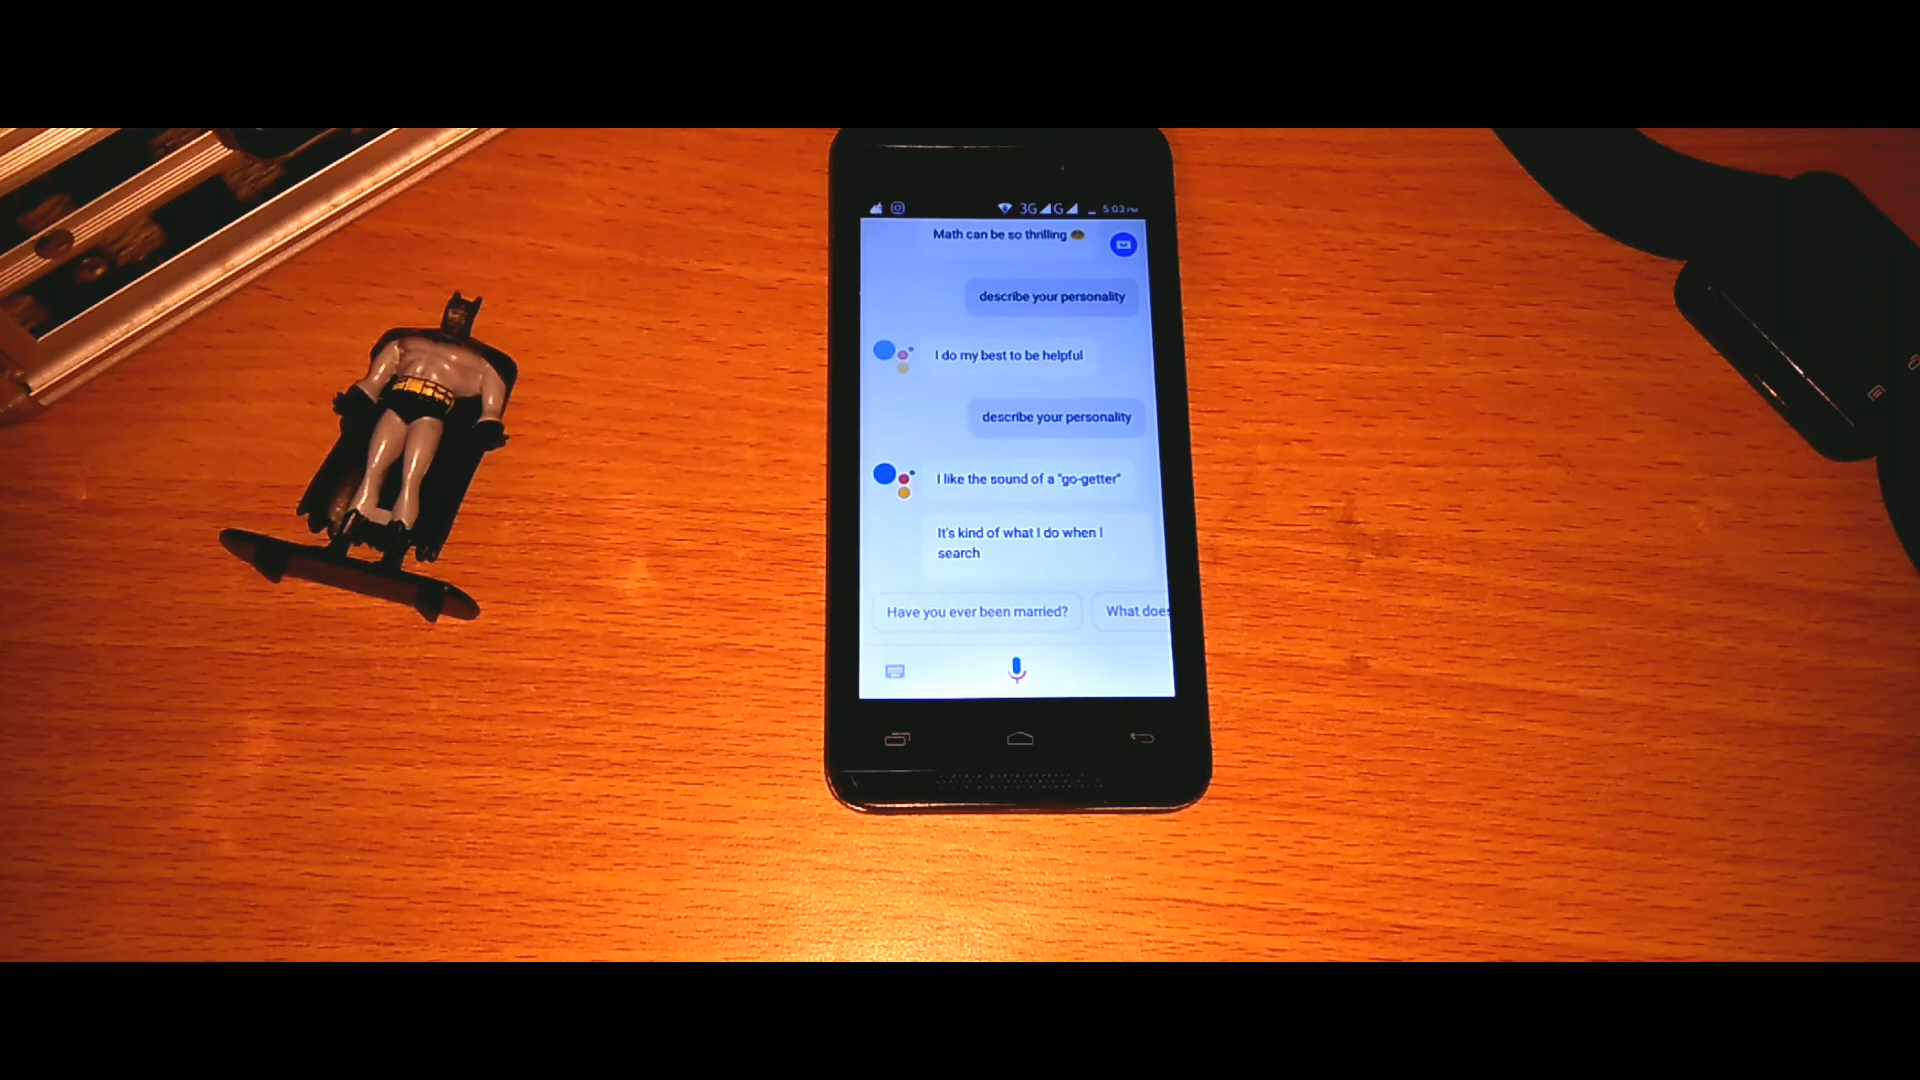 3G G 5:03 PM
Math can be so thrilling
describe your personality
I do my best to be helpful
describe your personality
I like the sound of a "go-getter"
It's kind of what I do when I
search
Have you ever been married? What does